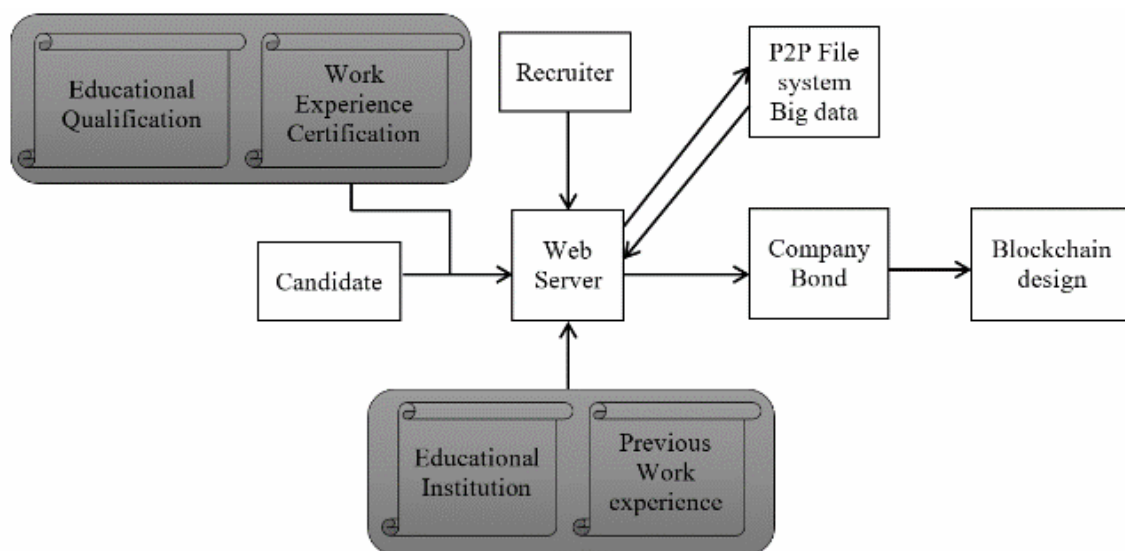 Educational
Qualification
Work
Experience
Certification
Recruiter
P2P File
system
Big data
Candidate
Web
Server
Company
Bond
Blockchain
design
Educational
Institution
Previous
Work
experience